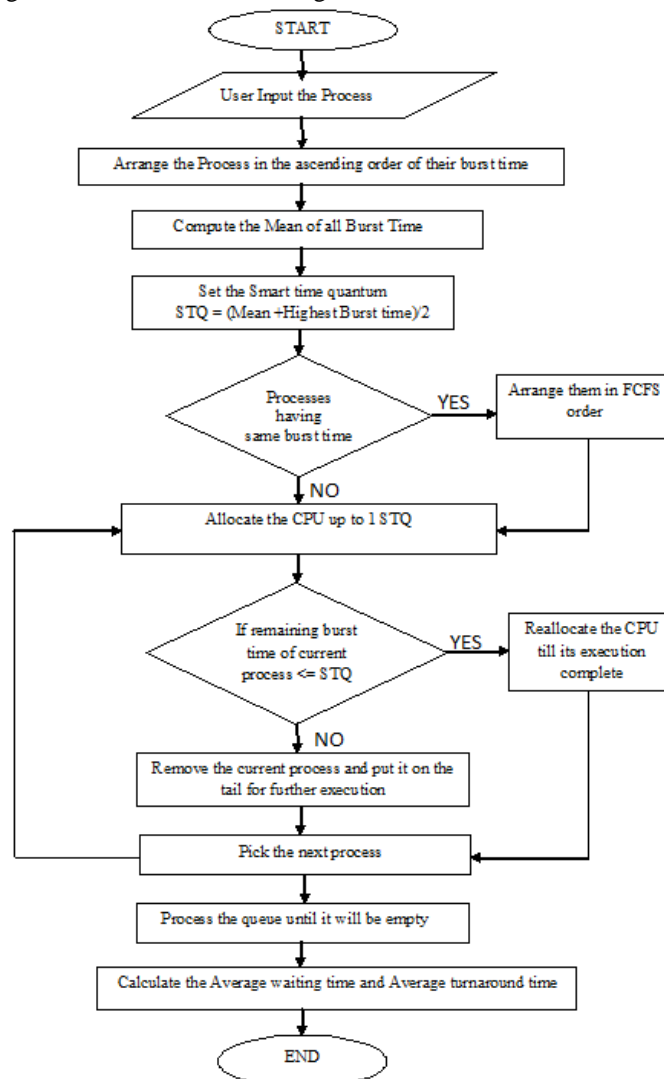 START
User Input the Process
Arrange the Process in the ascending order of their burst time
Compute the Mean of all Burst Time
Set the Smart time quantum
STQ = (Mean +Highest Burst time)/2
Processes
having
same burst time
YES
Arrange them in FCFS
order
NO
Allocate the CPU up to 1 STQ
If remaining burst
time of current
process <= STQ
YES
Reallocate the CPU
till its execution
complete
NO
Remove the current process and put it on the
tail for further execution
Pick the next process
Process the queue until it will be empty
Calculate the Average waiting time and Average turnaround time
END